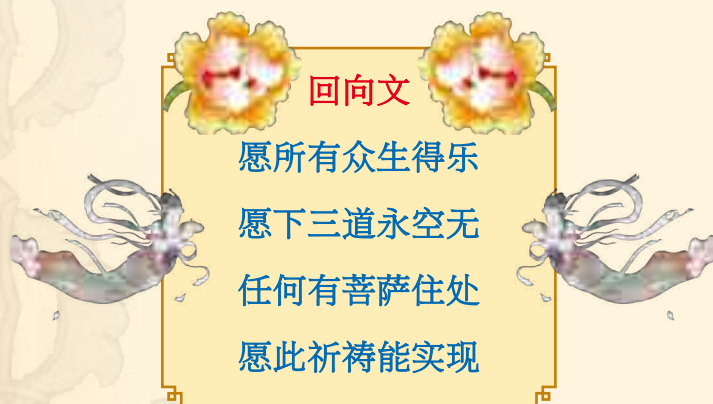 回向文
愿所有众生得乐
愿下三道永空无
任何有菩萨住处
愿此祈祷能实现